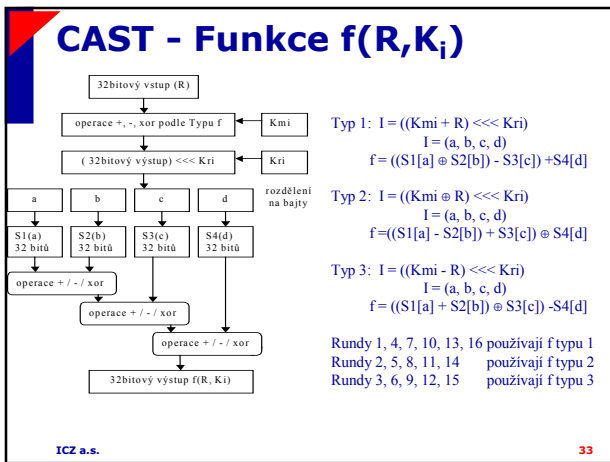 CAST - Funkce f(R,Ki)
32bitový vstup (R)
operace +, -, xor podle Typu f
Kmi
( 32bitový výstup) <<< Kri
Kri
rozdělení
na bajty
a
b
c
d
S1(a)
32 bitů
S2(b)
32 bitů
S3(c)
32 bitů
S4(d)
32 bitů
operace + / - / xor
operace + / - / xor
operace + / - / xor
32bitový výstup f(R, Ki)
Typ 1: I = ((Kmi + R) <<< Kri)
I = (a, b, c, d)
f = ((S1[a] ⊕ S2[b]) - S3[c]) +S4[d]
Typ 2: I = ((Kmi ⊕ R) <<< Kri)
I = (a, b, c, d)
f =((S1[a] - S2[b]) + S3[c]) ⊕ S4[d]
Typ 3: I = ((Kmi - R) <<< Kri)
I = (a, b, c, d)
f = ((S1[a] + S2[b]) ⊕ S3[c]) -S4[d]
Rundy 1, 4, 7, 10, 13, 16 používají f typu 1
Rundy 2, 5, 8, 11, 14 používají f typu 2
Rundy 3, 6, 9, 12, 15 používají f typu 3
ICZ a.s.
33